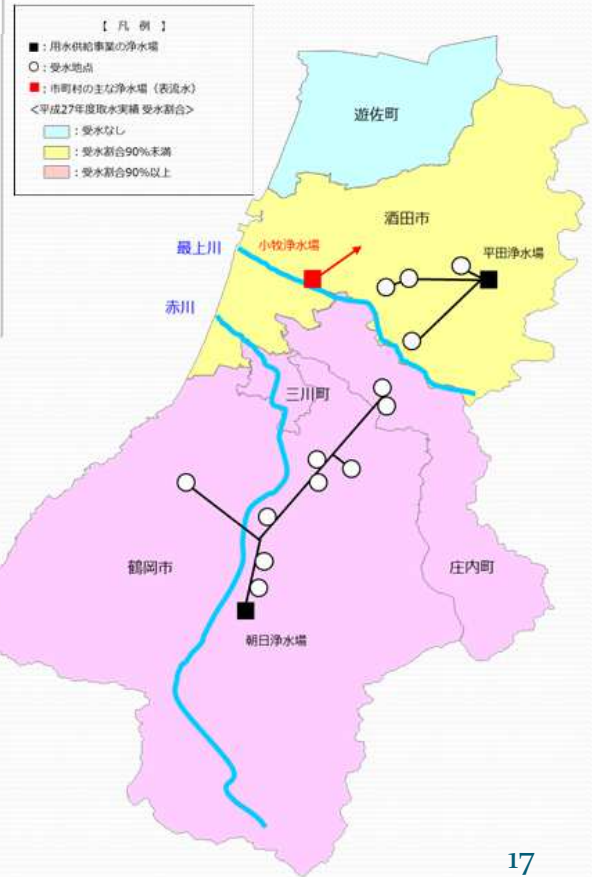 【 凡 例 】
■：用水供給事業の浄水場
○：受水地点
■：市町村の主な浄水場（表流水）
＜平成27年度取水実績 受水割合＞
：受水なし
：受水割合90%未満
：受水割合90%以上
遊佐町
酒田市
最上川
小牧浄水場
平田浄水場
赤川
三川町
鶴岡市
庄内町
朝日浄水場
17